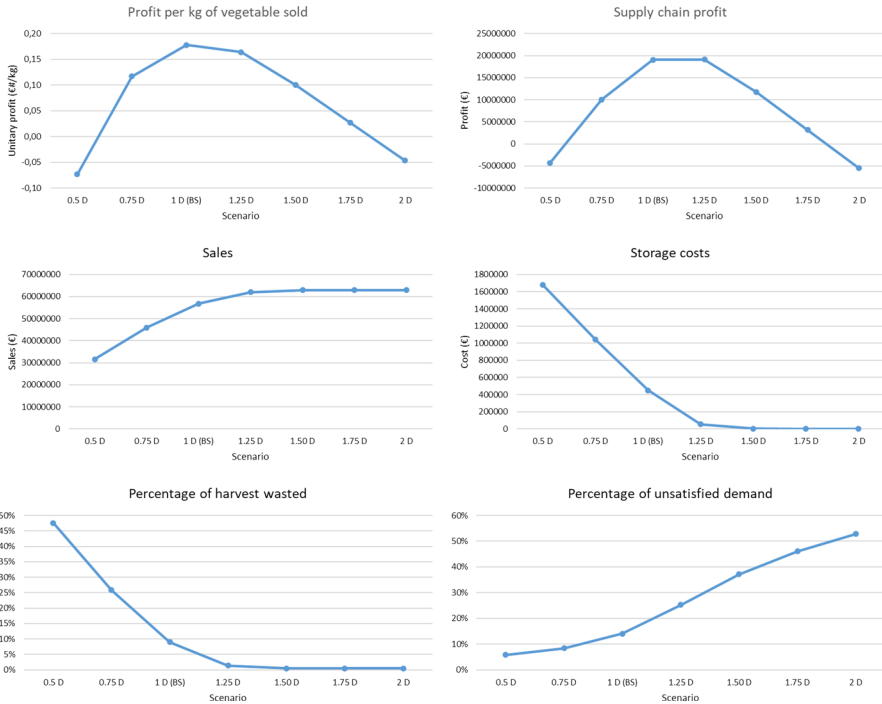 Profit per kg of vegetable sold
Unitary profit (€#/kg)
0,20
0,15
0,10
0,05
0,00
-0,05
-0,10
0.5 D 0.75 D 1 D (BS) 1.25 D 1.50 D 1.75 D 2 D
Scenario
Supply chain profit
Profit (€)
25000000
20000000
15000000
10000000
5000000
0
-5000000
-10000000
0.5 D 0.75 D 1 D (BS) 1.25 D 1.50 D 1.75 D 2 D
Scenario
Sales
Sales (€)
70000000
60000000
50000000
40000000
30000000
20000000
10000000
0
0.5 D 0.75 D 1 D (BS) 1.25 D 1.50 D 1.75 D 2 D
Scenario
Storage costs
Cost (€)
1800000
1600000
1400000
1200000
1000000
800000
600000
400000
200000
0
0.5 D 0.75 D 1 D (BS) 1.25 D 1.50 D 1.75 D 2 D
Scenario
Percentage of harvest wasted
50%
45%
40%
35%
30%
25%
20%
15%
10%
5%
0%
0.5 D 0.75 D 1 D (BS) 1.25 D 1.50 D 1.75 D 2 D
Scenario
Percentage of unsatisfied demand
60%
50%
40%
30%
20%
10%
0%
0.5 D 0.75 D 1 D (BS) 1.25 D 1.50 D 1.75 D 2 D
Scenario